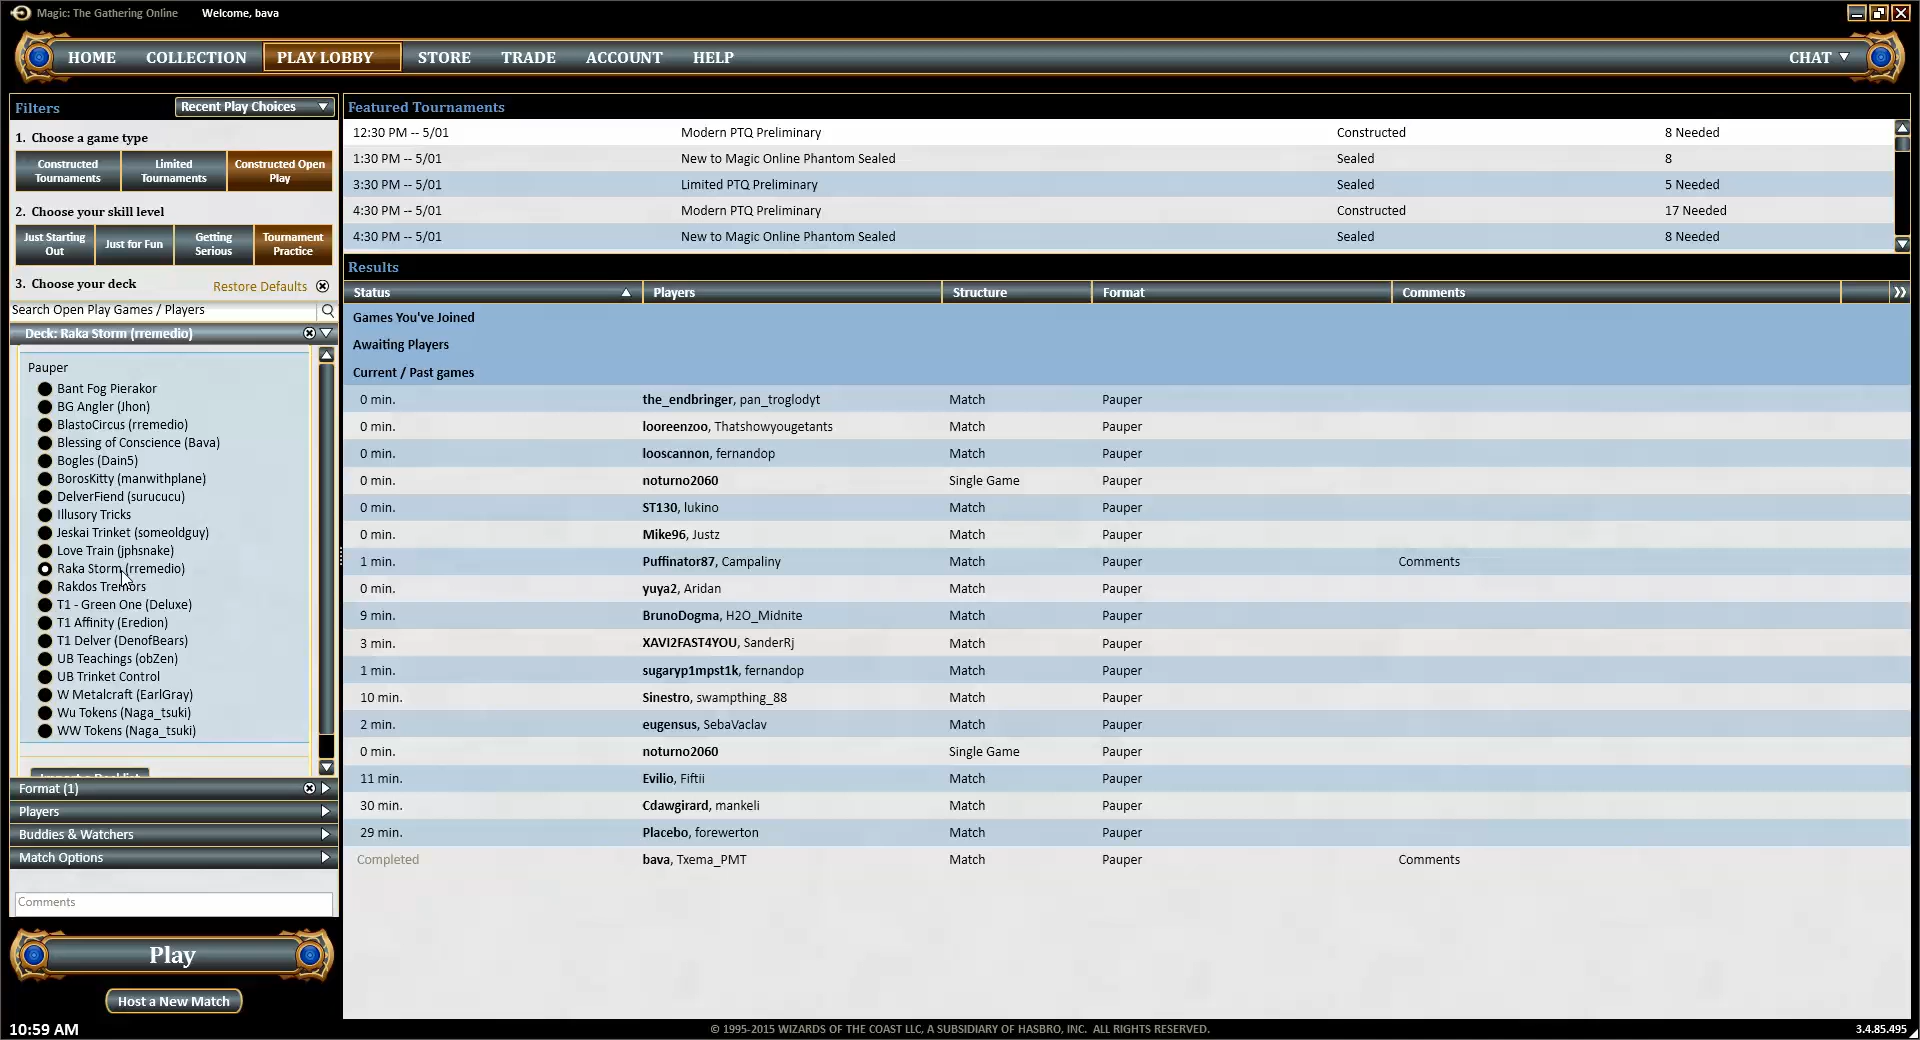 Magic: The Gathering Online
Welcome, bava
HOME COLLECTION PLAY LOBBY STORE TRADE ACCOUNT HELP CHAT
Filters
Recent Play Choices
1. Choose a game type
Constructed Tournaments
Limited Tournaments
Constructed Open Play
2. Choose your skill level
Just Starting Out
Just for Fun
Getting Serious
Tournament Practice
3. Choose your deck
Restore Defaults
Search Open Play Games / Players
Deck: Raka Storm (rremedio)
Pauper
Bant Fog Pierakor
BG Angler (Jhon)
BlastoCircus (rremedio)
Blessing of Conscience (Bava)
Bogles (Dain5)
BorosKitty (manwithplane)
DelverFiend (surucucu)
Illusory Tricks
Jeskai Trinket (someoldguy)
Love Train (jphsnake)
Raka Storm (rremedio)
Rakdos Tremors
T1 - Green One (Deluxe)
T1 Affinity (Eredion)
T1 Delver (DenofBears)
UB Teachings (obZen)
UB Trinket Control
W Metalcraft (EarlGray)
Wu Tokens (Naga_tsuki)
WW Tokens (Naga_tsuki)
Format (1)
Players
Buddies & Watchers
Match Options
Comments
Play
Host a New Match
10:59 AM
Featured Tournaments
12:30 PM -- 5/01 Modern PTQ Preliminary Constructed 8 Needed
1:30 PM -- 5/01 New to Magic Online Phantom Sealed Sealed 8
3:30 PM -- 5/01 Limited PTQ Preliminary Sealed 5 Needed
4:30 PM -- 5/01 Modern PTQ Preliminary Constructed 17 Needed
4:30 PM -- 5/01 New to Magic Online Phantom Sealed Sealed 8 Needed
Results
Status Players Structure Format Comments
Games You've Joined
Awaiting Players
Current / Past games
0 min. the_endbringer, pan_troglodyt Match Pauper
0 min. looreenzoo, Thatshowyougetants Match Pauper
0 min. looscannon, fernandop Match Pauper
0 min. noturno2060 Single Game Pauper
0 min. ST130, lukino Match Pauper
0 min. Mike96, Justz Match Pauper
1 min. Puffinator87, Campaliny Match Pauper Comments
0 min. yuya2, Aridan Match Pauper
9 min. BrunoDogma, H2O_Midnite Match Pauper
3 min. XAVI2FAST4YOU, SanderRj Match Pauper
1 min. sugaryp1mpst1k, fernandop Match Pauper
10 min. Sinestro, swampthing_88 Match Pauper
2 min. eugensus, SebaVaclav Match Pauper
0 min. noturno2060 Single Game Pauper
11 min. Evilio, Fiftii Match Pauper
30 min. Cdawgirard, mankeli Match Pauper
29 min. Placebo, forewerton Match Pauper
Completed bava, Txema_PMT Match Pauper Comments
© 1995-2015 WIZARDS OF THE COAST LLC, A SUBSIDIARY OF HASBRO, INC. ALL RIGHTS RESERVED.
3.4.85.495